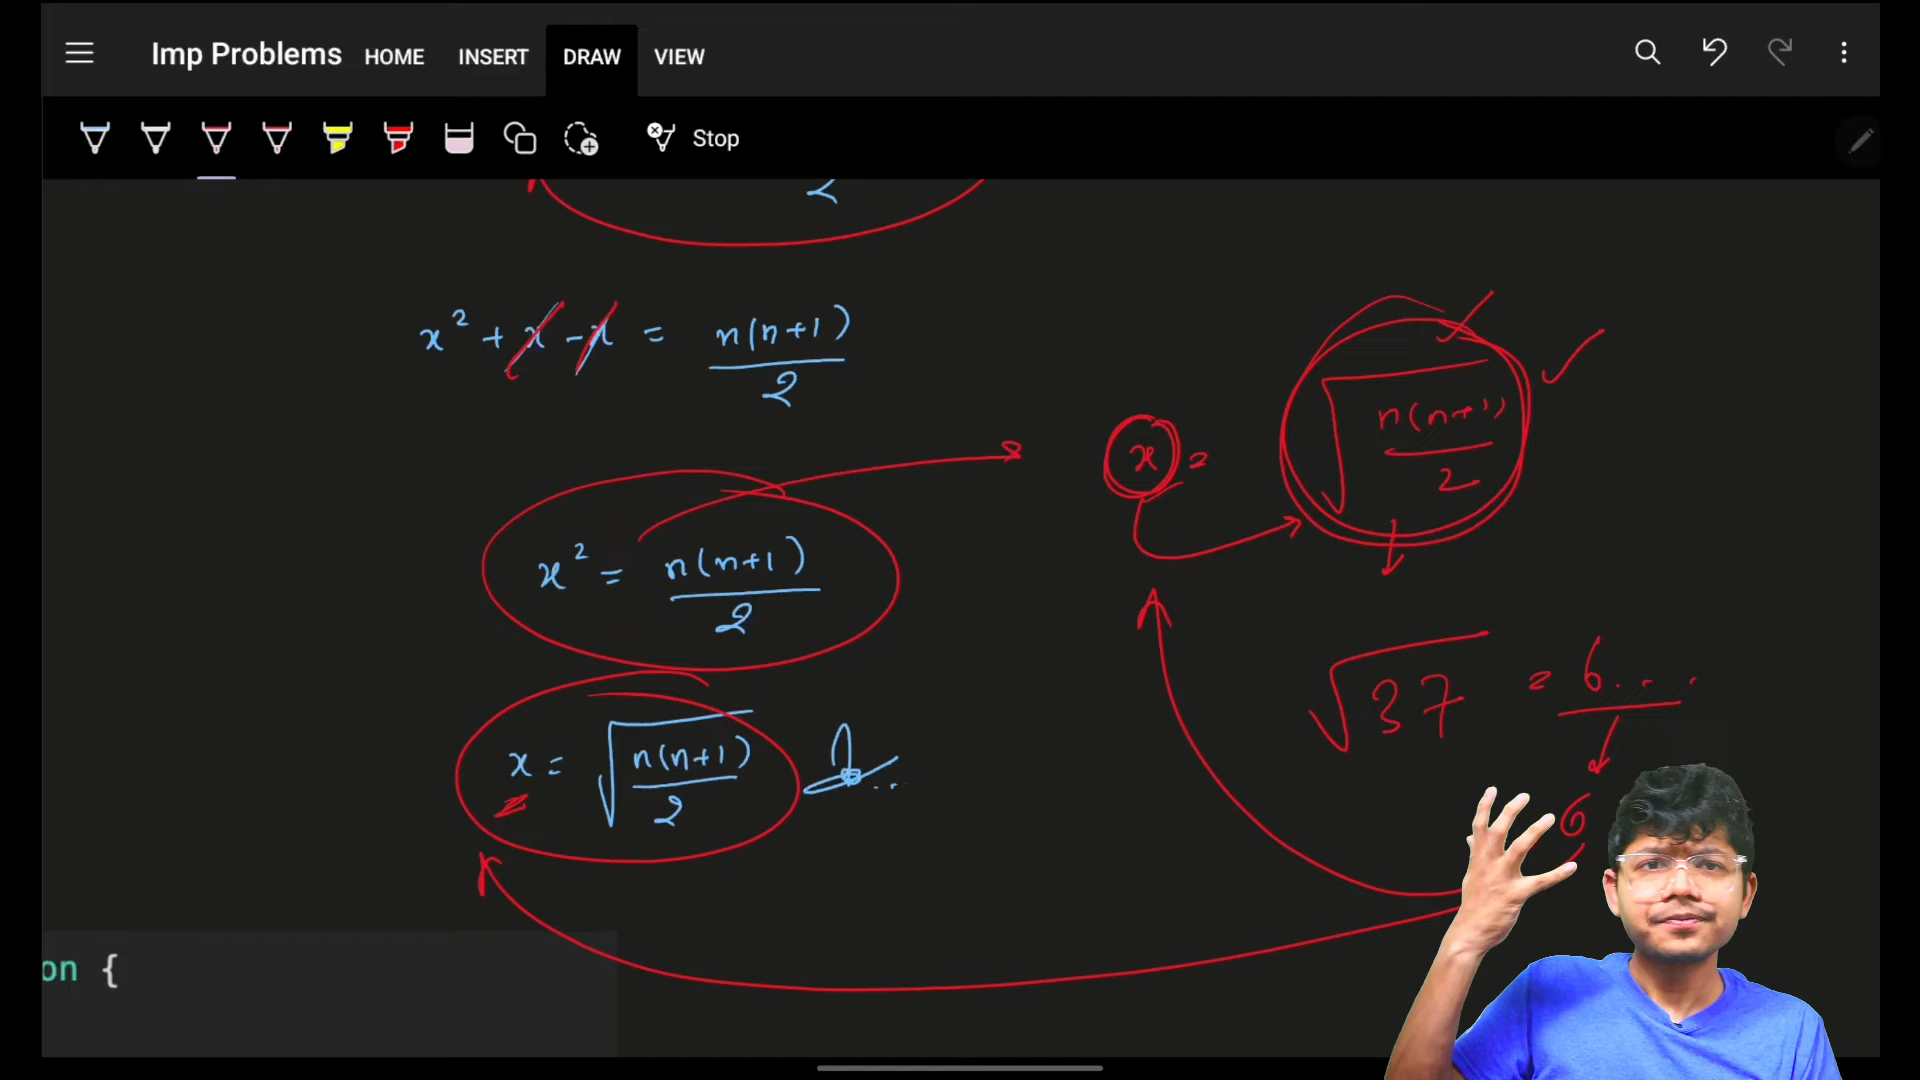 Imp Problems HOME INSERT DRAW VIEW
Stop
2
x² + x - x = n(n+1)/2
x = √(n(n+1)/2)
x² = n(n+1)/2
√37 = 6....
6
x = √(n(n+1)/2)
on {